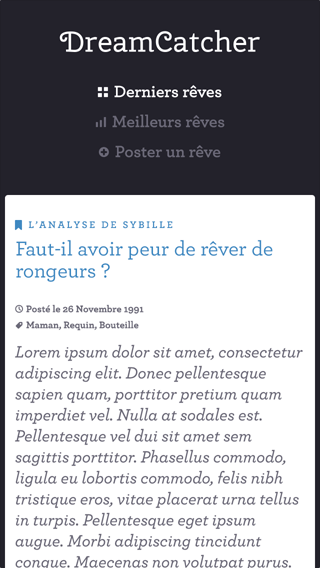 DreamCatcher
Derniers rêves
Meilleurs rêves
Poster un rêve
L'ANALYSE DE SYBILLE
Faut-il avoir peur de rêver de
rongeurs ?
Posté le 26 Novembre 1991
Maman, Requin, Bouteille
Lorem ipsum dolor sit amet, consectetur
adipiscing elit. Donec pellentesque
sapien quam, porttitor pretium quam
imperdiet vel. Nulla at sodales est.
Pellentesque vel dui sit amet sem
sagittis porttitor. Phasellus commodo,
ligula eu lobortis commodo, felis nibh
tristique eros, vitae placerat urna tellus
in turpis. Pellentesque eget ipsum
augue. Morbi adipiscing tincidunt
congue. Maecenas non volutpat purus.